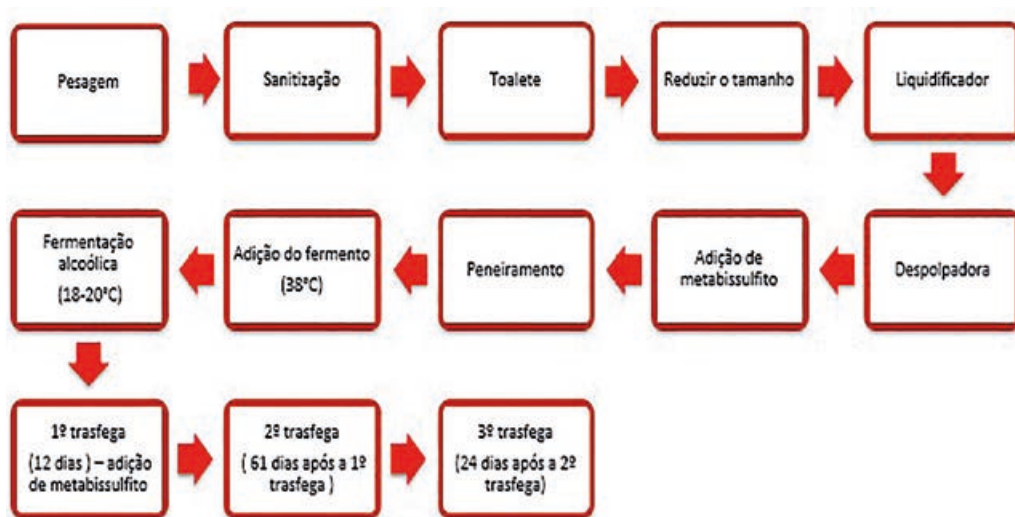 Pesagem
Sanitização
Toalete
Reduzir o tamanho
Liquidificador
Despolpadora
Adição de
metabissulfito
Peneiramento
Adição do fermento
(38°C)
Fermentação
alcoólica
(18-20°C)
1º trasfega
(12 dias ) – adição
de metabissulfito
2º trasfega
( 61 dias após a 1º
trasfega )
3º trasfega
(24 dias após a 2º
trasfega)